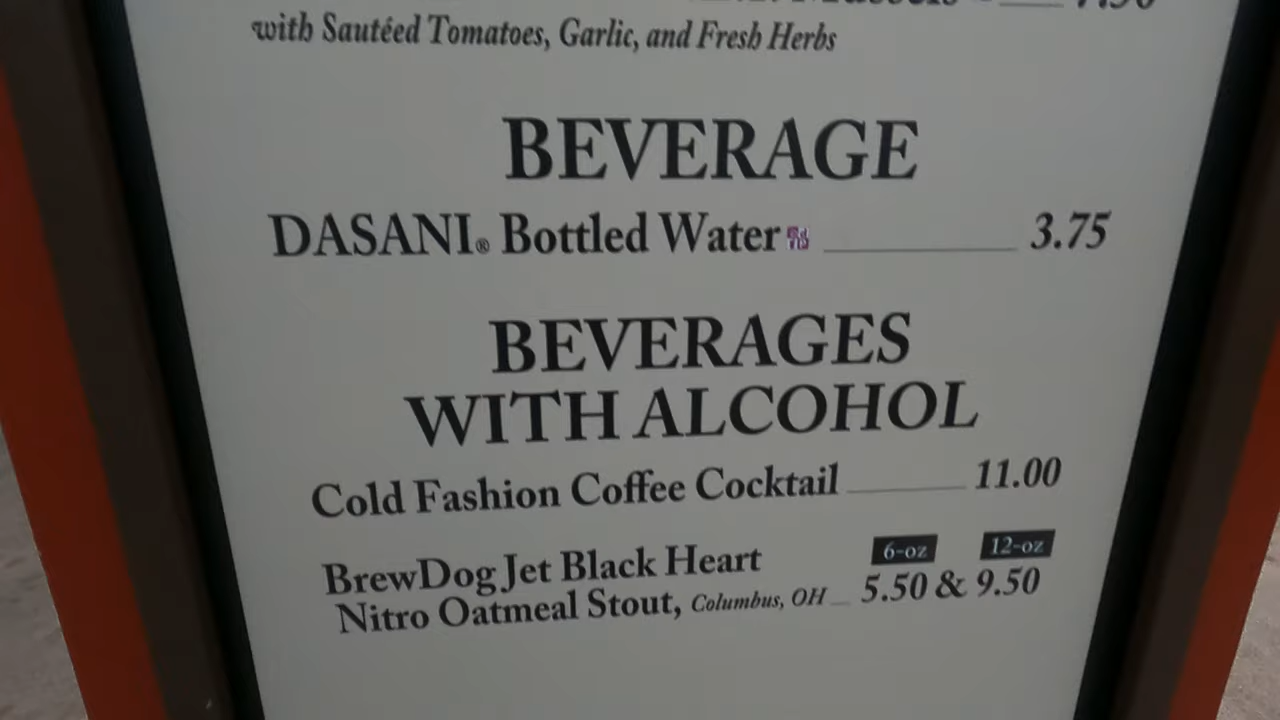 with Sautéed Tomatoes, Garlic, and Fresh Herbs
BEVERAGE
DASANI® Bottled Water 3.75
BEVERAGES
WITH ALCOHOL
Cold Fashion Coffee Cocktail 11.00
BrewDog Jet Black Heart 6-oz 12-oz
Nitro Oatmeal Stout, Columbus, OH 5.50 & 9.50